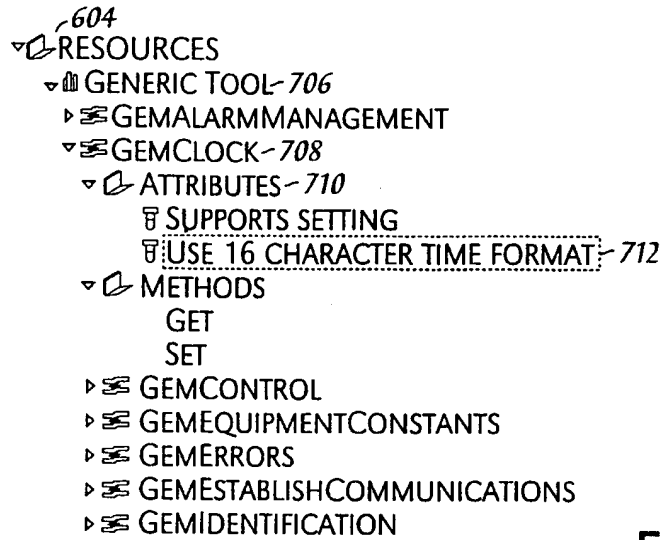 604
RESOURCES
GENERIC TOOL 706
GEMALARMMANAGEMENT
GEMCLOCK 708
ATTRIBUTES 710
SUPPORTS SETTING
USE 16 CHARACTER TIME FORMAT 712
METHODS
GET
SET
GEMCONTROL
GEMEQUIPMENTCONSTANTS
GEMERRORS
GEMESTABLISHCOMMUNICATIONS
GEMIDENTIFICATION